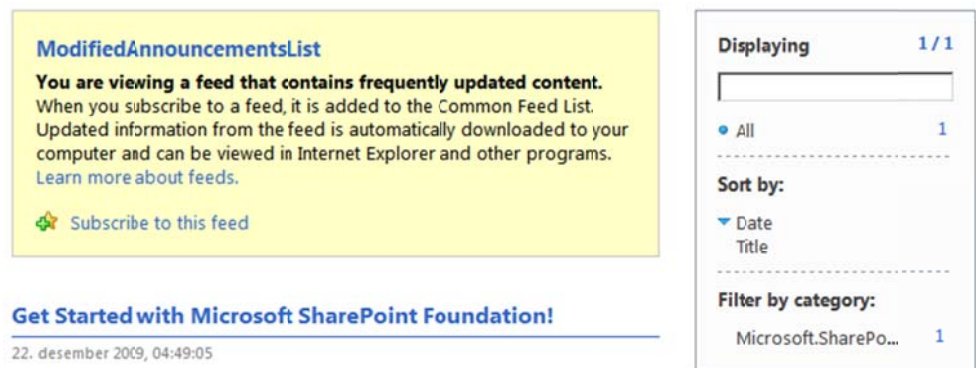 ModifiedAnnouncementsList
You are viewing a feed that contains frequently updated content.
When you subscribe to a feed, it is added to the Common Feed List.
Updated information from the feed is automatically downloaded to your
computer and can be viewed in Internet Explorer and other programs.
Learn more about feeds.
Subscribe to this feed
Get Started with Microsoft SharePoint Foundation!
22. desember 2009, 04:49:05
Displaying 1 / 1
All 1
Sort by:
Date
Title
Filter by category:
Microsoft.SharePo... 1